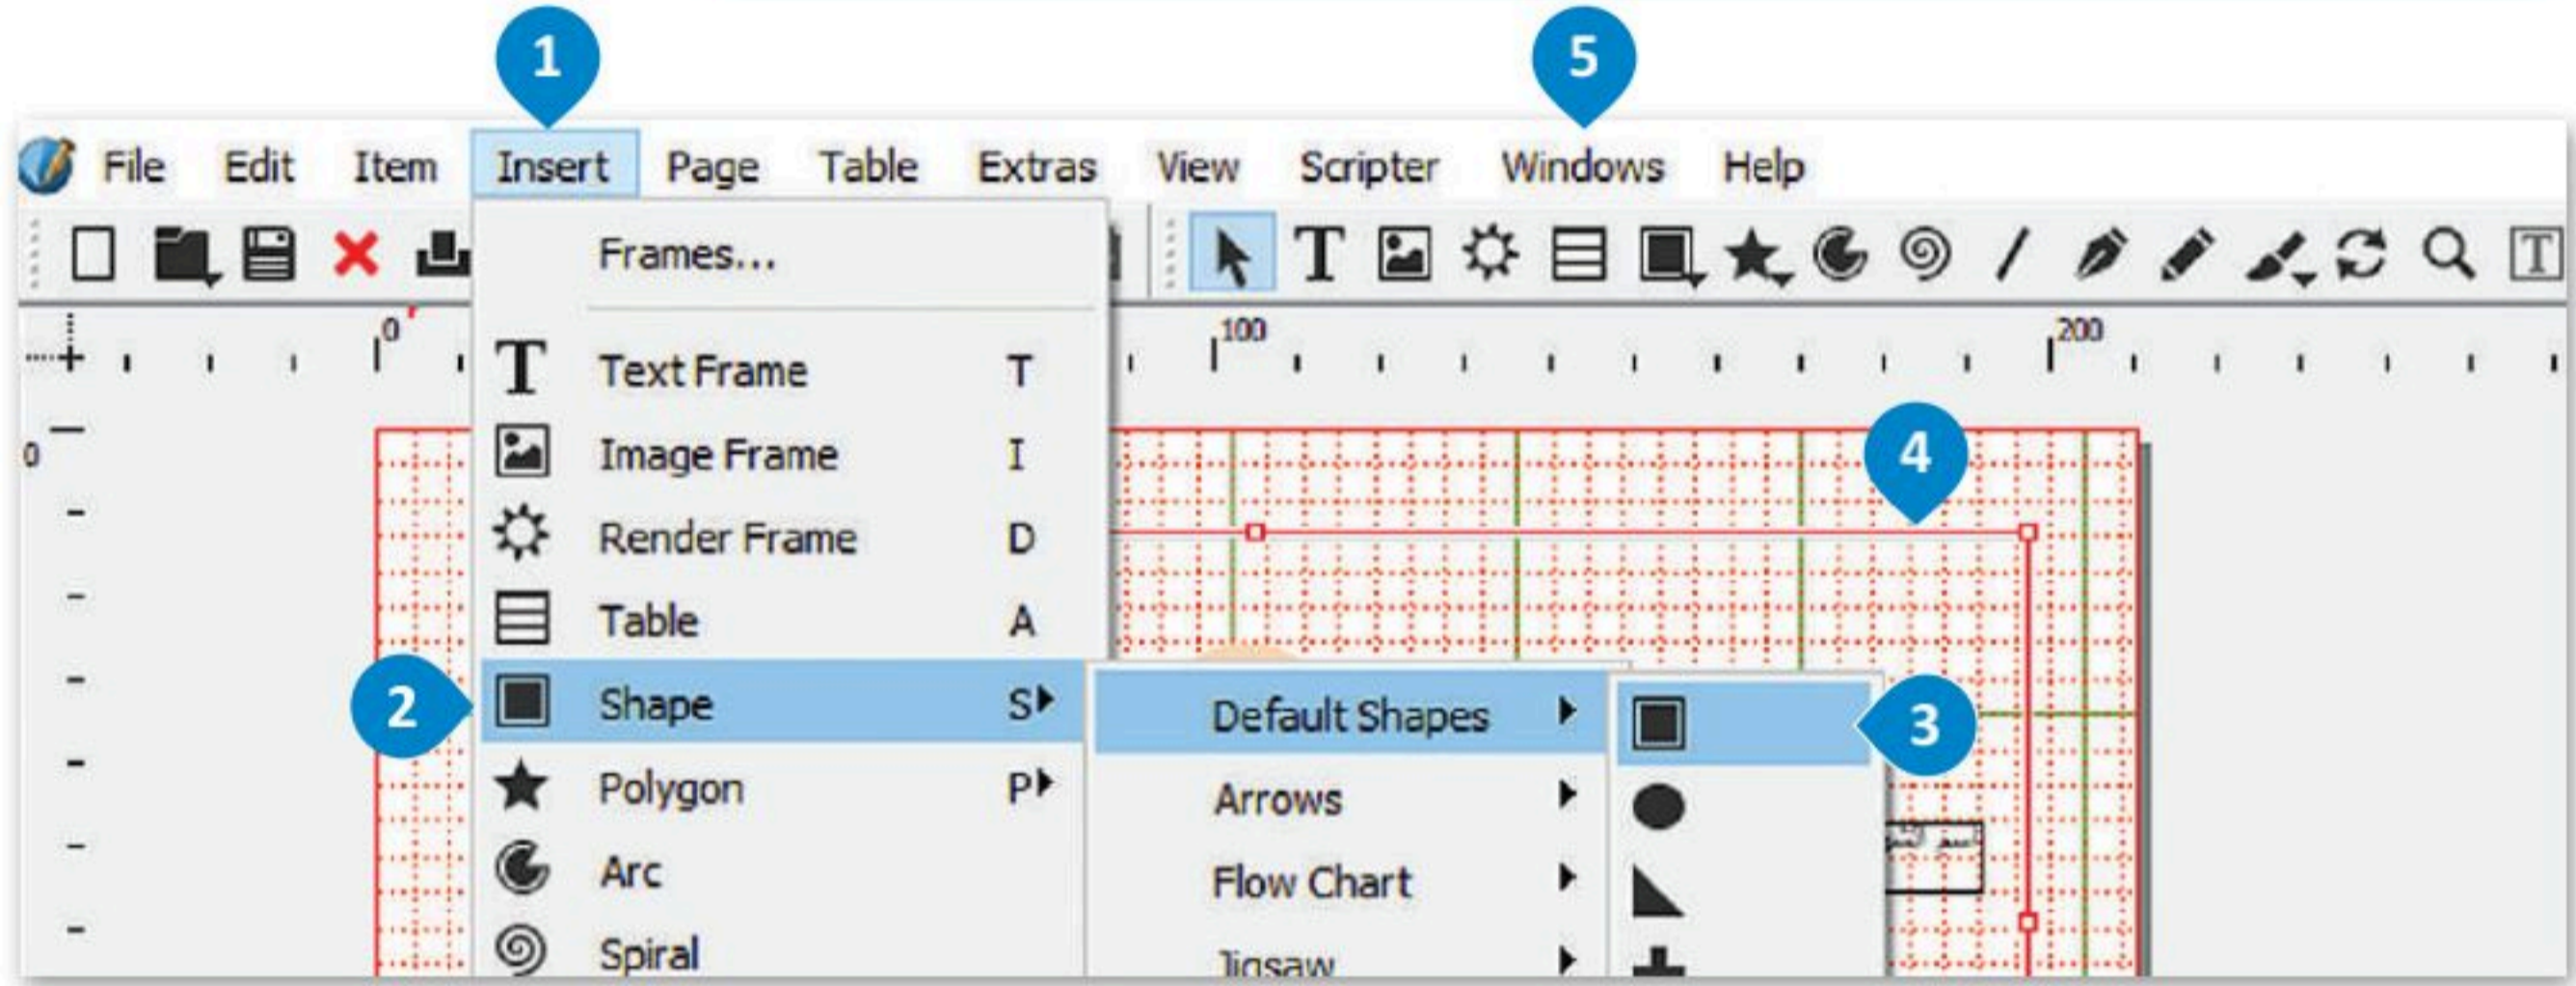 1 5
File Edit Item Insert Page Table Extras View Scripter Windows Help
Frames...
0 100 200
0
Text Frame T
Image Frame I
4
Render Frame D
Table A
2 Shape S Default Shapes 3
Polygon P Arrows
Arc Flow Chart
Spiral Jigsaw